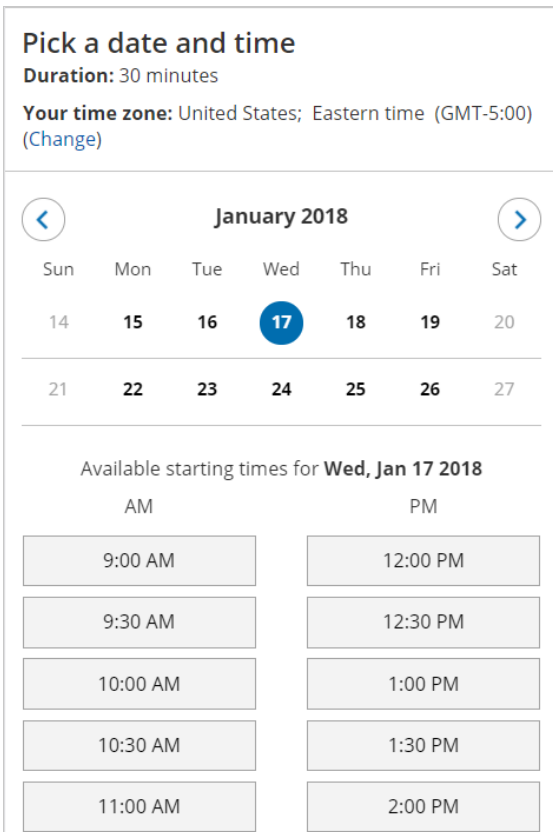 Pick a date and time
Duration: 30 minutes
Your time zone: United States; Eastern time (GMT-5:00)
(Change)
January 2018
Sun Mon Tue Wed Thu Fri Sat
14 15 16 17 18 19 20
21 22 23 24 25 26 27
Available starting times for Wed, Jan 17 2018
AM PM
9:00 AM 12:00 PM
9:30 AM 12:30 PM
10:00 AM 1:00 PM
10:30 AM 1:30 PM
11:00 AM 2:00 PM